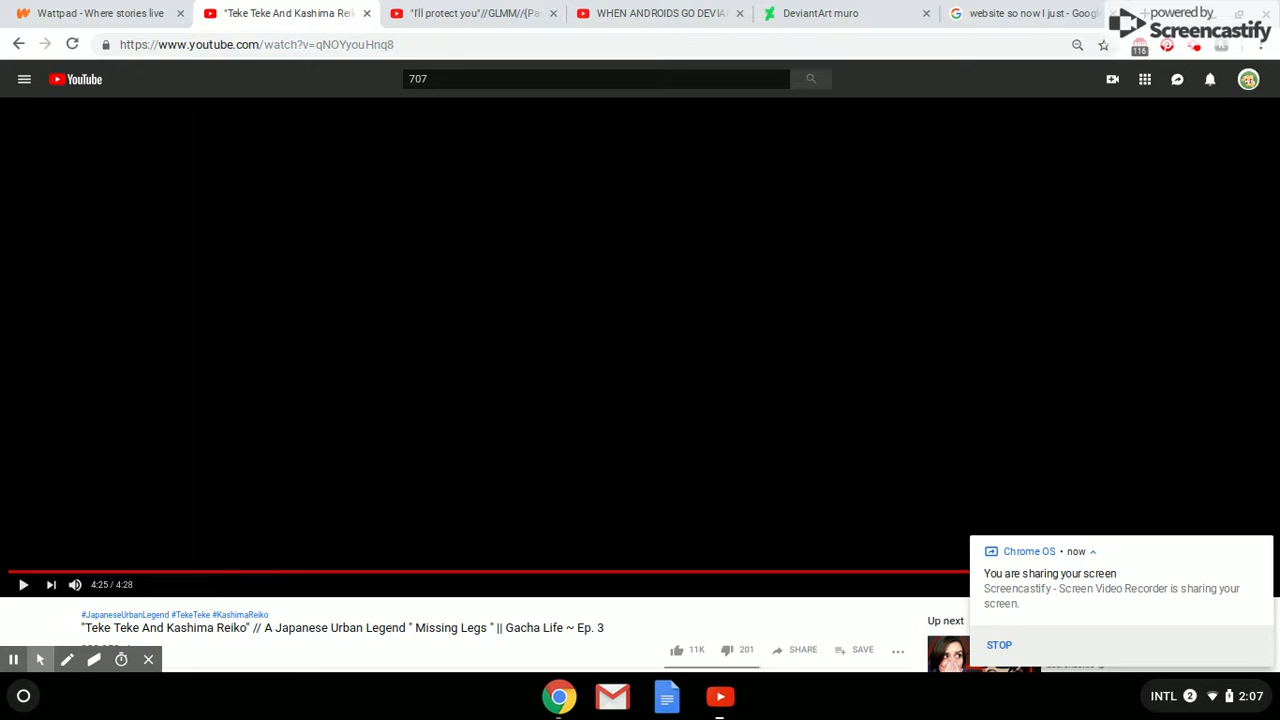 Wattpad - Where stories live
"Teke Teke And Kashima Rei
"I'll protect you"//GLMM//{Pa
WHEN ANDROIDS GO DEVIA
DeviantArt muro
website so now I just - Goog
powered by
Screencastify
https://www.youtube.com/watch?v=qNOYyouHnq8
116
YouTube
707
4:25 / 4:28
#JapaneseUrbanLegend #TekeTeke #KashimaReiko
"Teke Teke And Kashima Reiko" // A Japanese Urban Legend " Missing Legs " || Gacha Life ~ Ep. 3
11K
201
SHARE
SAVE
Up next
Chrome OS • now
You are sharing your screen
Screencastify - Screen Video Recorder is sharing your
screen.
STOP
INTL 2 2:07